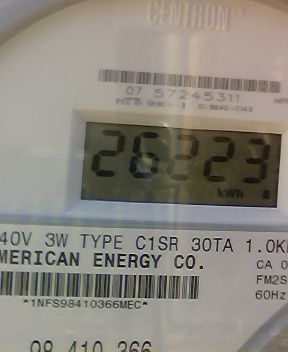 CENTRON
07 57245311
26223
kWh
40V 3W TYPE C1SR 30TA 1.0K
MERICAN ENERGY CO.
CA 0
FM2S
60Hz
*1NFS98410366MEC*
98 410 366